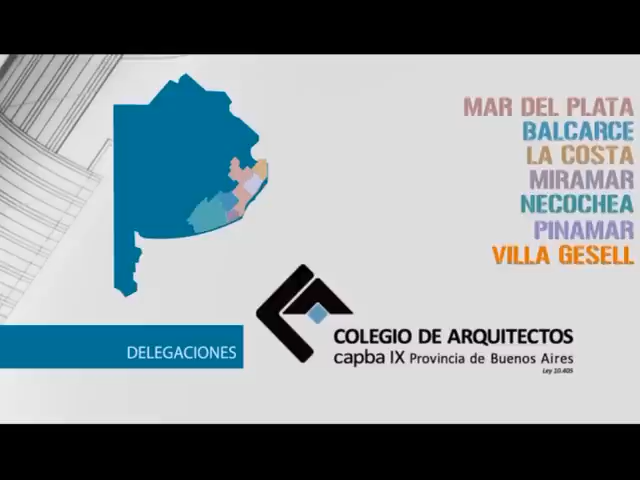 MAR DEL PLATA
BALCARCE
LA COSTA
MIRAMAR
NECOCHEA
PINAMAR
VILLA GESELL
DELEGACIONES
COLEGIO DE ARQUITECTOS
capba IX Provincia de Buenos Aires
Ley 10.405